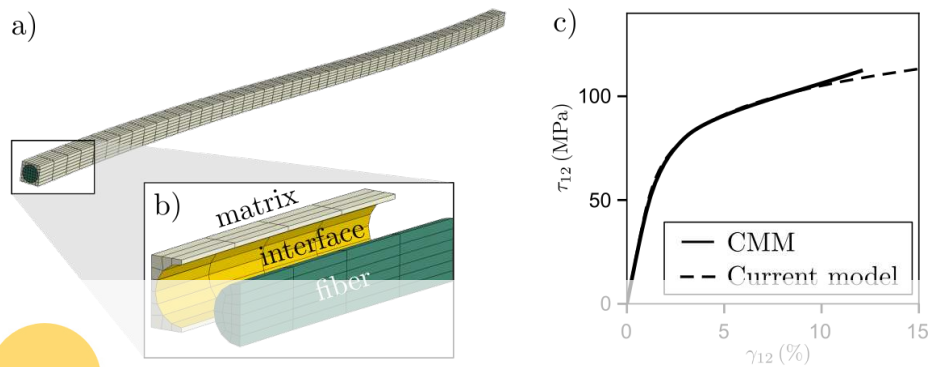 a)
b)
matrix
interface
fiber
c)
τ₁₂ (MPa)
100
50
0
0
5
10
15
γ₁₂ (%)
CMM
Current model